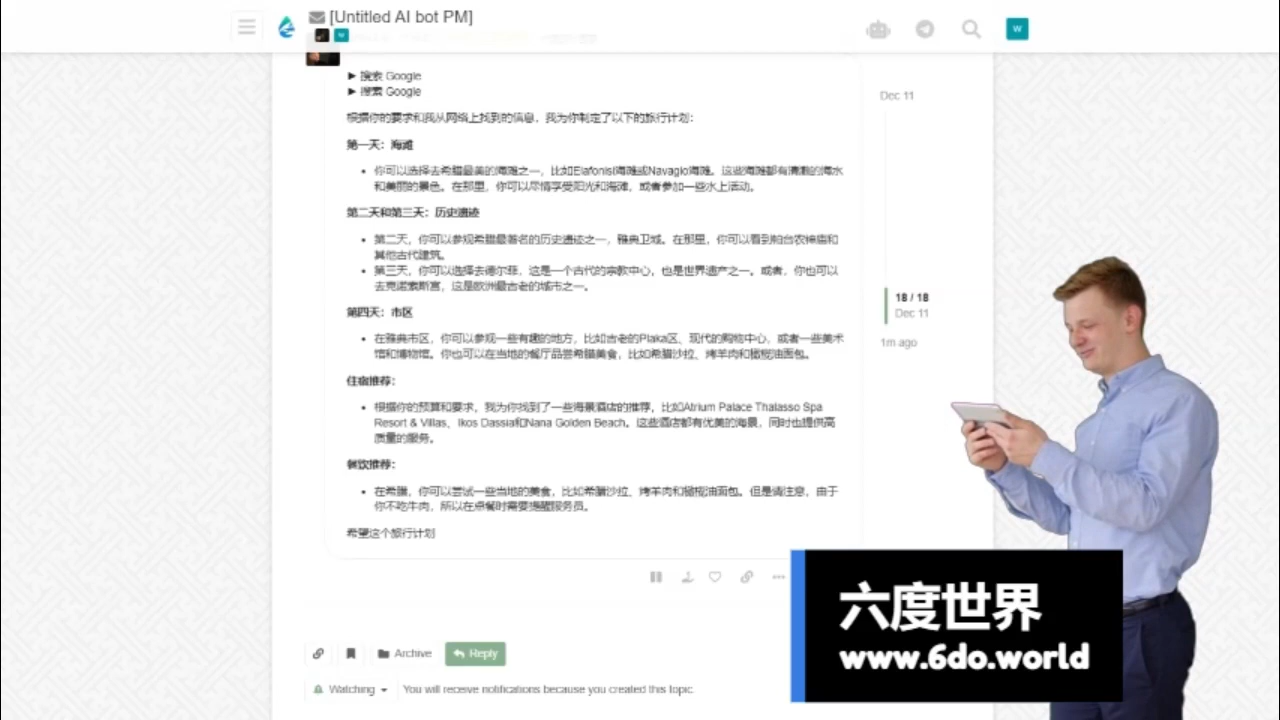 [Untitled AI bot PM]
w
w
▶ 搜索 Google
▶ 搜索 Google
根据你的要求和我从网络上找到的信息，我为你制定了以下的旅行计划：
第一天：海滩
• 你可以选择去希腊最美的海滩之一，比如Elafonisi海滩或Navagio海滩。这些海滩都有清澈的海水
和美丽的景色。在那里，你可以尽情享受阳光和海滩，或者参加一些水上活动。
第二天和第三天：历史遗迹
• 第二天，你可以参观希腊最著名的历史遗迹之一，雅典卫城。在那里，你可以看到帕台农神庙和
其他古代建筑。
• 第三天，你可以选择去德尔菲，这是一个古代的宗教中心，也是世界遗产之一。或者，你也可以
去克诺索斯宫，这是欧洲最古老的城市之一。
第四天：市区
• 在雅典市区，你可以参观一些有趣的地方，比如古老的Plaka区、现代的购物中心，或者一些美术
馆和博物馆。你也可以在当地的餐厅品尝希腊美食，比如希腊沙拉、烤羊肉和橄榄油面包。
住宿推荐：
• 根据你的预算和要求，我为你找到了一些海景酒店的推荐，比如Atrium Palace Thalasso Spa
Resort & Villas、Ikos Dassia和Nana Golden Beach。这些酒店都有优美的海景，同时也提供高
质量的服务。
餐饮推荐：
• 在希腊，你可以尝试一些当地的美食，比如希腊沙拉、烤羊肉和橄榄油面包。但是请注意，由于
你不吃牛肉，所以在点餐时需要提醒服务员。
希望这个旅行计划
Dec 11
18 / 18
Dec 11
1m ago
Archive
Reply
Watching
You will receive notifications because you created this topic.
六度世界
www.6do.world